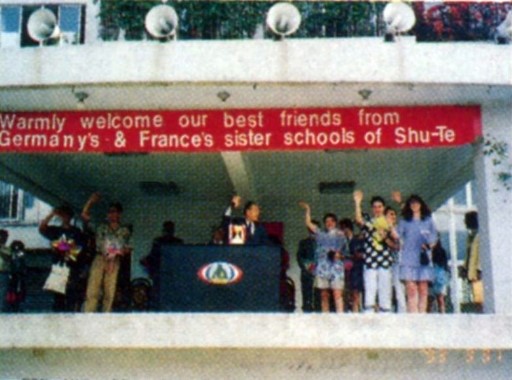 Warmly welcome our best friends from
Germany's & France's sister schools of Shu-Te